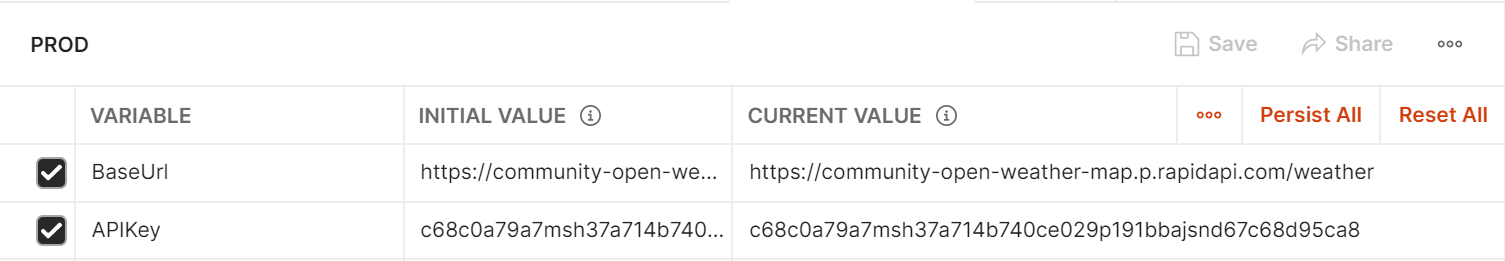 PROD Save Share
VARIABLE INITIAL VALUE CURRENT VALUE Persist All Reset All
BaseUrl https://community-open-we... https://community-open-weather-map.p.rapidapi.com/weather
APIKey c68c0a79a7msh37a714b740... c68c0a79a7msh37a714b740ce029p191bbajsnd67c68d95ca8